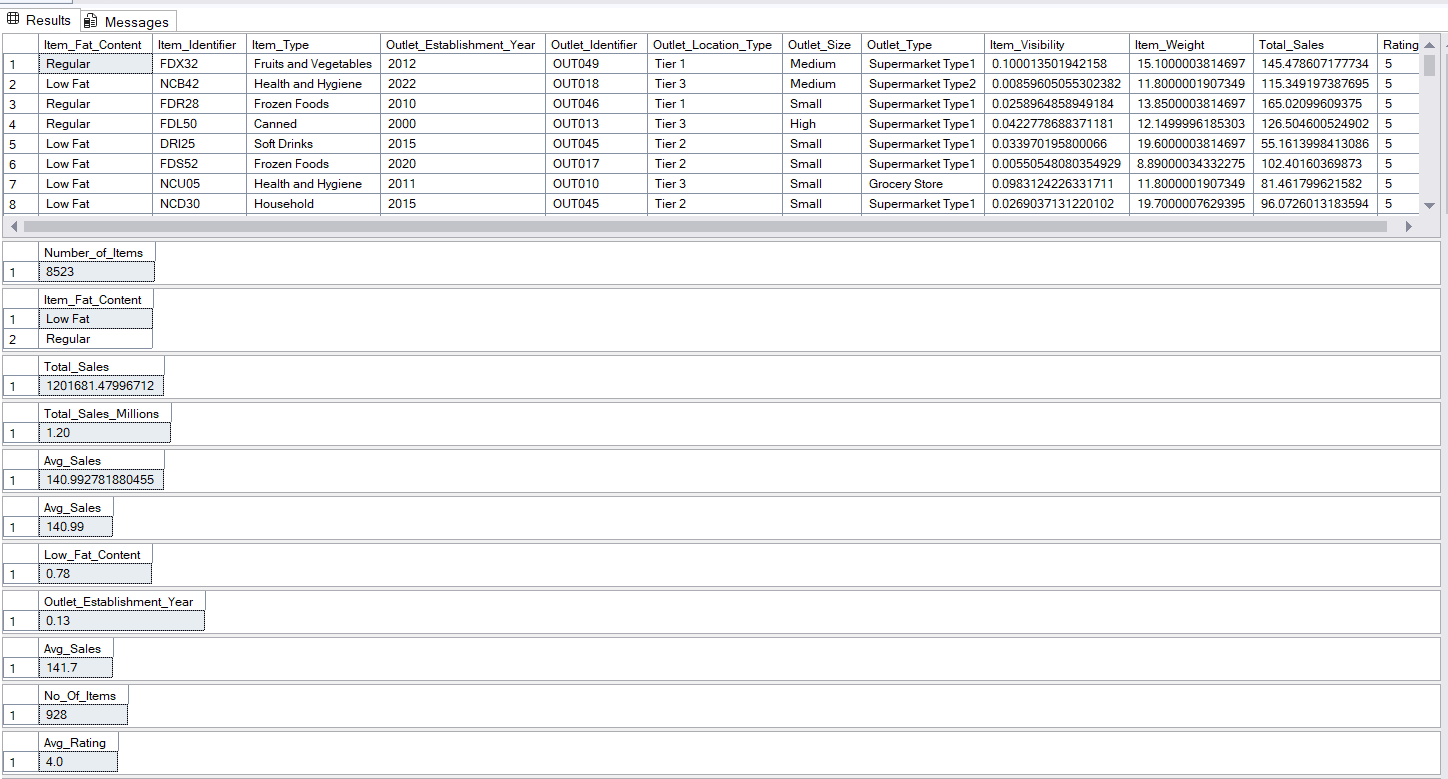 Results Messages
Item_Fat_Content Item_Identifier Item_Type Outlet_Establishment_Year Outlet_Identifier Outlet_Location_Type Outlet_Size Outlet_Type Item_Visibility Item_Weight Total_Sales Rating
1 Regular FDX32 Fruits and Vegetables 2012 OUT049 Tier 1 Medium Supermarket Type1 0.100013501942158 15.1000003814697 145.478607177734 5
2 Low Fat NCB42 Health and Hygiene 2022 OUT018 Tier 3 Medium Supermarket Type2 0.00859605055302382 11.8000001907349 115.349197387695 5
3 Regular FDR28 Frozen Foods 2010 OUT046 Tier 1 Small Supermarket Type1 0.0258964858949184 13.8500003814697 165.02099609375 5
4 Regular FDL50 Canned 2000 OUT013 Tier 3 High Supermarket Type1 0.0422778688371181 12.1499996185303 126.504600524902 5
5 Low Fat DRI25 Soft Drinks 2015 OUT045 Tier 2 Small Supermarket Type1 0.033970195800066 19.6000003814697 55.1613998413086 5
6 Low Fat FDS52 Frozen Foods 2020 OUT017 Tier 2 Small Supermarket Type1 0.00550548080354929 8.89000034332275 102.40160369873 5
7 Low Fat NCU05 Health and Hygiene 2011 OUT010 Tier 3 Small Grocery Store 0.0983124226331711 11.8000001907349 81.461799621582 5
8 Low Fat NCD30 Household 2015 OUT045 Tier 2 Small Supermarket Type1 0.0269037131220102 19.7000007629395 96.0726013183594 5
Number_of_Items
1 8523
Item_Fat_Content
1 Low Fat
2 Regular
Total_Sales
1 1201681.47996712
Total_Sales_Millions
1 1.20
Avg_Sales
1 140.992781880455
Avg_Sales
1 140.99
Low_Fat_Content
1 0.78
Outlet_Establishment_Year
1 0.13
Avg_Sales
1 141.7
No_Of_Items
1 928
Avg_Rating
1 4.0